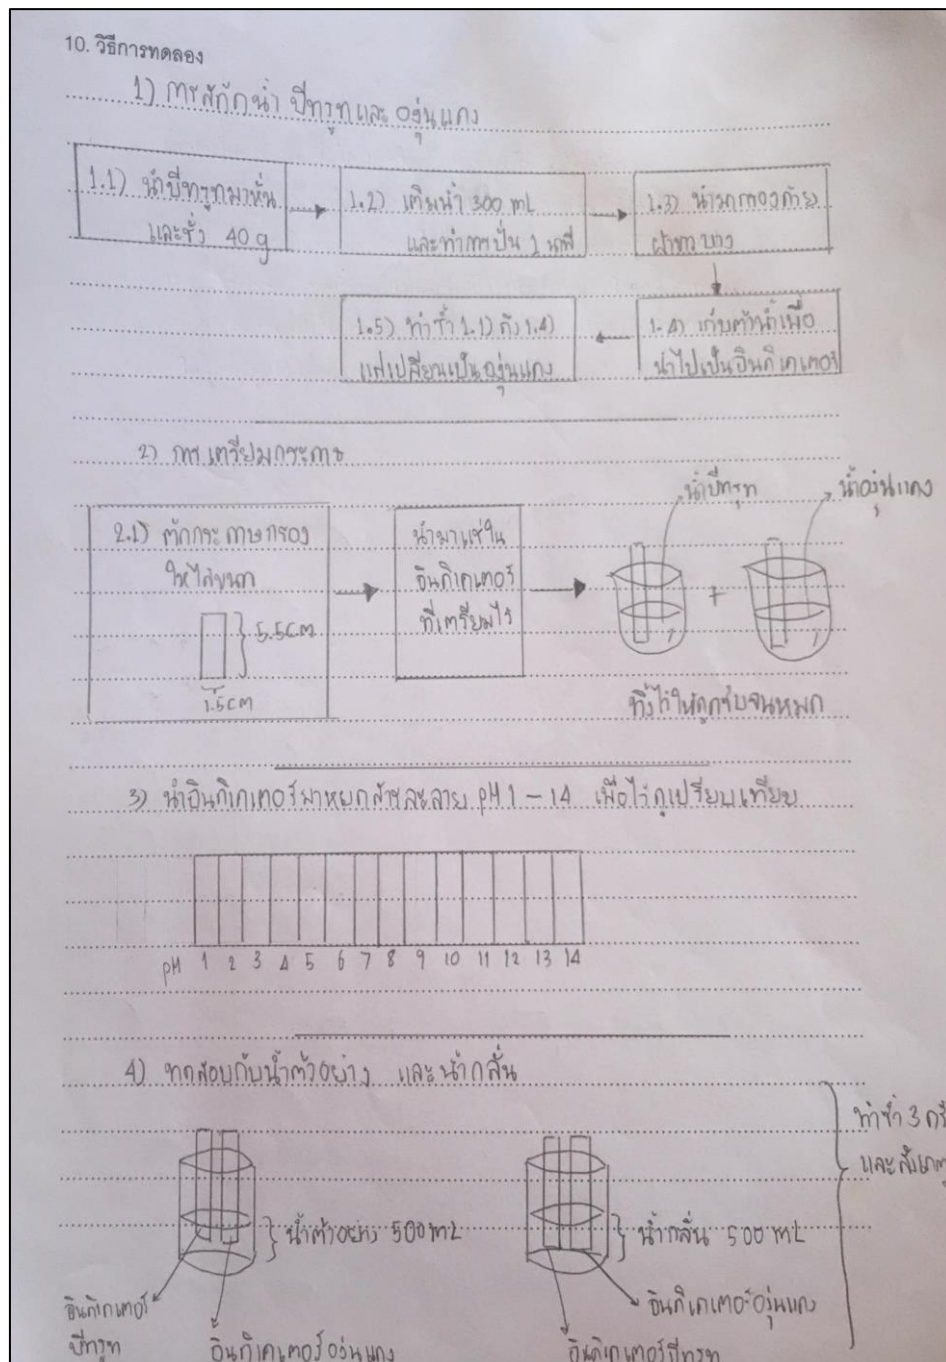 10. วิธีการทดลอง
1) การสกัดน้ำ บีทรูทและ องุ่นแดง
1.1) นำบีทรูทมาหั่น
และชั่ง 40 g
1.2) เติมน้ำ 300 mL
และทำการปั่น 1 นาที
1.3) นำมากรองด้วย
ผ้าขาวบาง
1.5) ทำซ้ำ 1.1) ถึง 1.4)
แต่เปลี่ยนเป็นองุ่นแดง
1.4) เก็บตัวน้ำเพื่อ
นำไปเป็นอินดิเคเตอร์
2) การเตรียมกระดาษ
น้ำบีทรูท
น้ำองุ่นแดง
2.1) ตัดกระดาษกรอง
ให้ได้ขนาด
5.5cm
1.5cm
นำมาแช่ใน
อินดิเคเตอร์
ที่เตรียมไว้
+
ทิ้งไว้ให้ดูดซับจนหมด
3) นำอินดิเคเตอร์มาหยดสารละลาย pH 1 - 14 เพื่อไว้ดูเปรียบเทียบ
pH 1 2 3 4 5 6 7 8 9 10 11 12 13 14
4) ทดสอบกับน้ำตัวอย่าง และน้ำกลั่น
ทำซ้ำ 3
และสังเกต
น้ำตัวอย่าง 500 mL
น้ำกลั่น 500 mL
อินดิเคเตอร์
บีทรูท
อินดิเคเตอร์องุ่นแดง
อินดิเคเตอร์องุ่นแดง
อินดิเคเตอร์บีทรูท